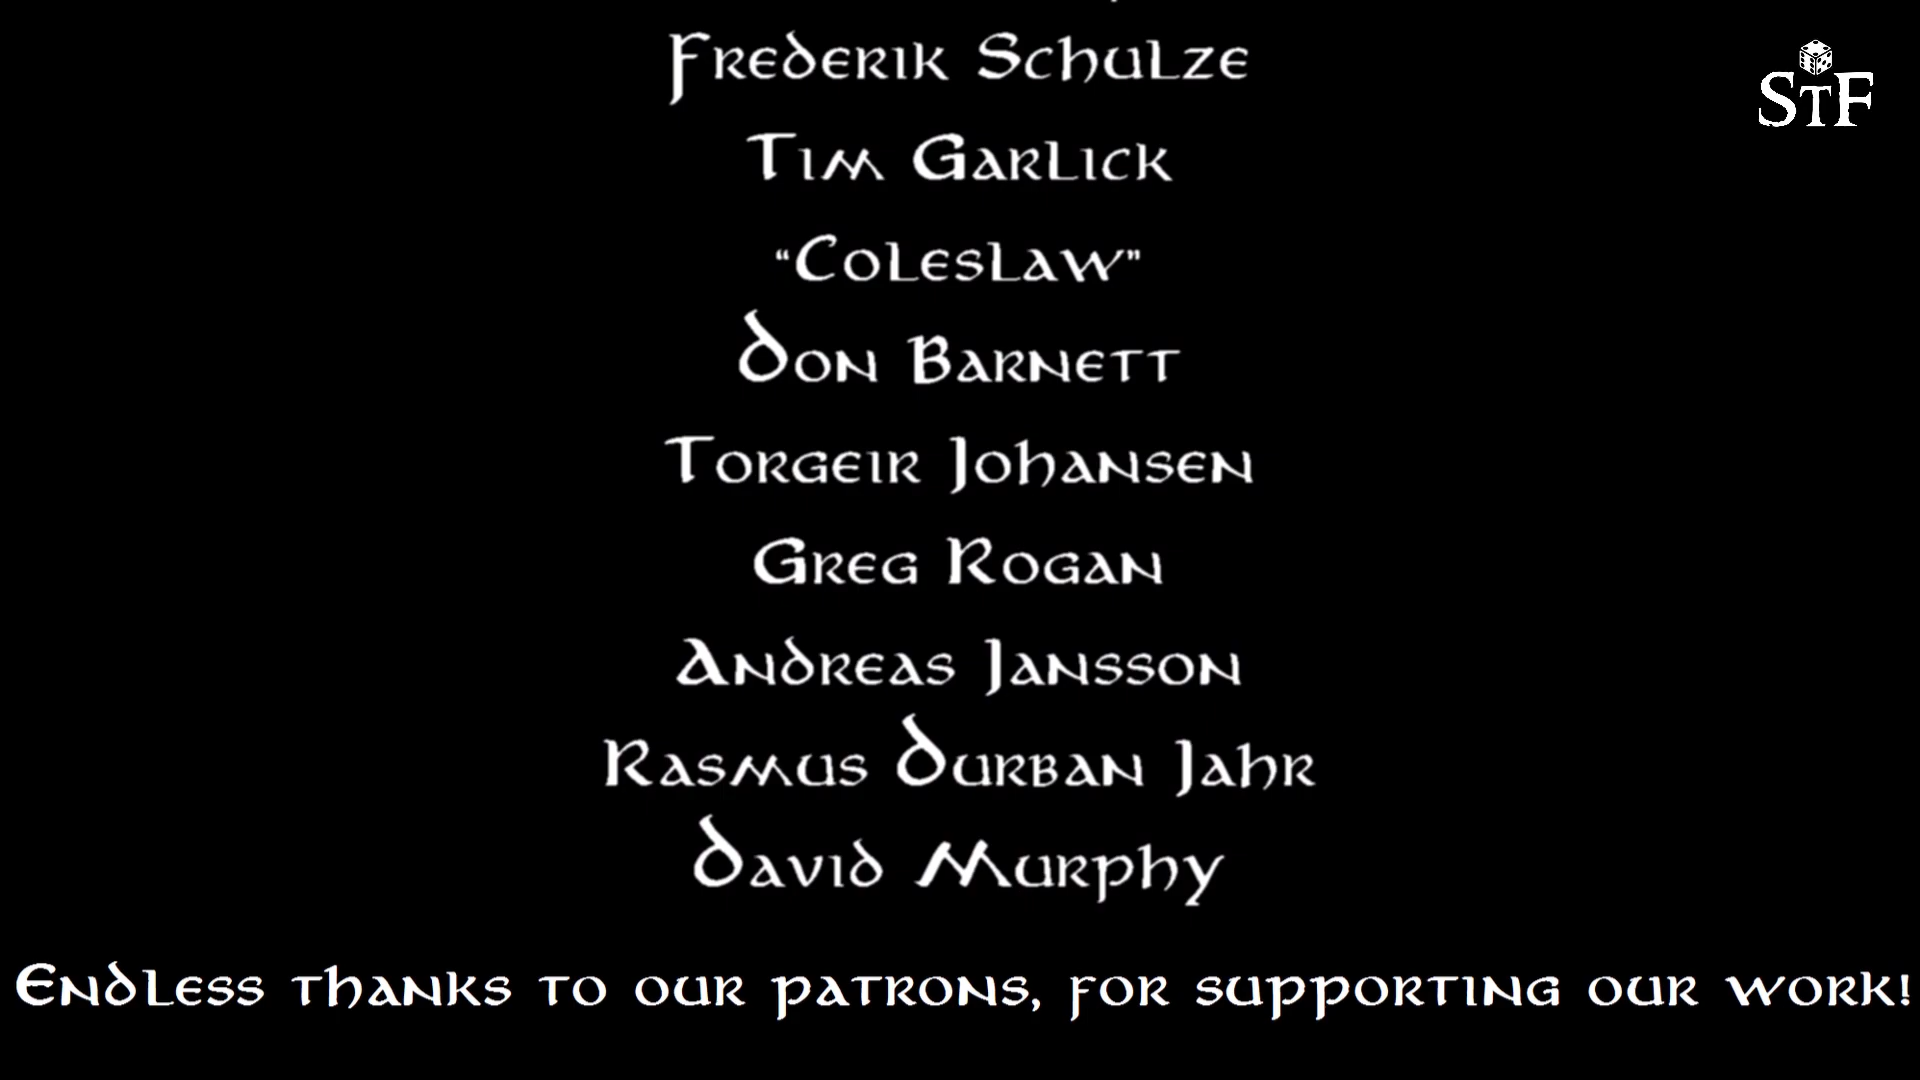 Frederik Schulze
StF
Tim Garlick
“Coleslaw”
Don Barnett
Torgeir Johansen
Greg Rogan
Andreas Jansson
Rasmus Durban Jahr
David Murphy
Endless thanks to our patrons, for supporting our work!